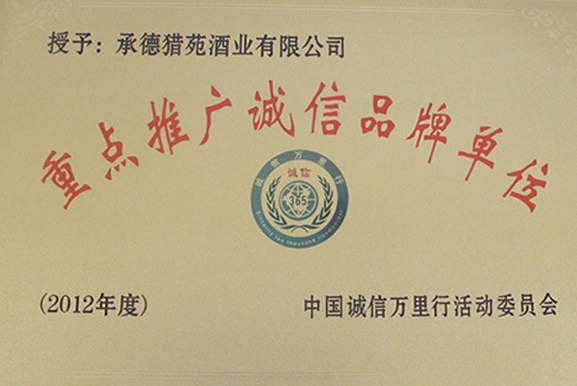 授予：承德猎苑酒业有限公司
重点推广诚信品牌单位
诚信万里行
诚信
365
(2012年度)
中国诚信万里行活动委员会